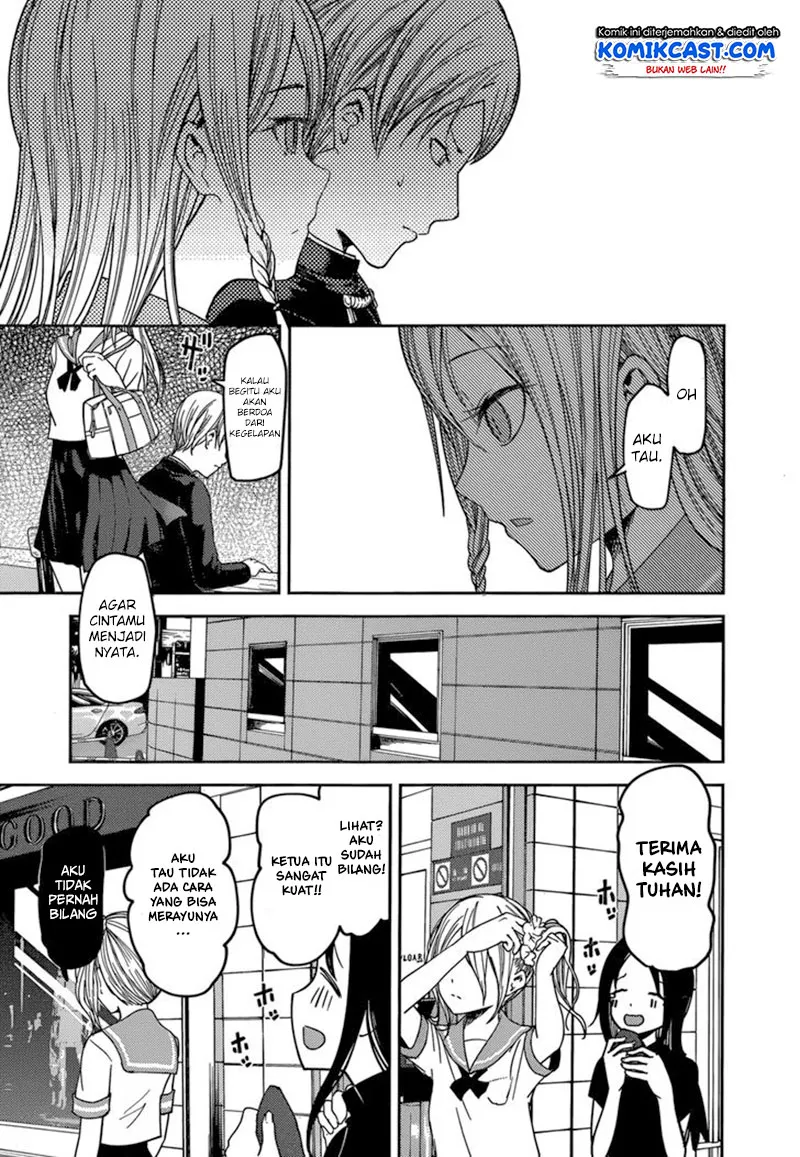 Komik ini diterjemahkan & diedit oleh
KOMIKCAST.COM
BUKAN WEB LAIN!!
OH
AKU
TAU.
KALAU
BEGITU AKU
AKAN
BERDOA
DARI
KEGELAPAN
AGAR
CINTAMU
MENJADI
NYATA.
TERIMA
KASIH
TUHAN!
LIHAT?
AKU
SUDAH
BILANG!
KETUA ITU
SANGAT
KUAT!!
AKU
TAU TIDAK
ADA CARA
YANG BISA
MERAYUNYA
...
AKU
TIDAK
PERNAH
BILANG
GOOD